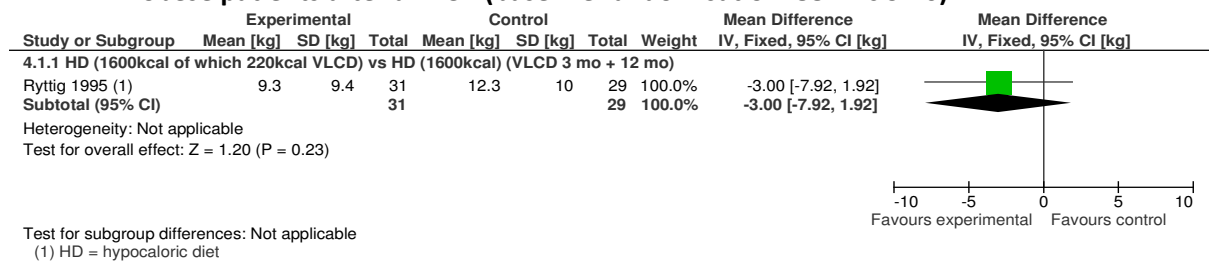 Experimental Control Mean Difference Mean Difference
Study or Subgroup Mean [kg] SD [kg] Total Mean [kg] SD [kg] Total Weight IV, Fixed, 95% CI [kg] IV, Fixed, 95% CI [kg]
4.1.1 HD (1600kcal of which 220kcal VLCD) vs HD (1600kcal) (VLCD 3 mo + 12 mo)
Ryttig 1995 (1) 9.3 9.4 31 12.3 10 29 100.0% -3.00 [-7.92, 1.92]
Subtotal (95% CI) 31 29 100.0% -3.00 [-7.92, 1.92]
Heterogeneity: Not applicable
Test for overall effect: Z = 1.20 (P = 0.23)
-10 -5 0 5 10
Favours experimental Favours control
Test for subgroup differences: Not applicable
(1) HD = hypocaloric diet